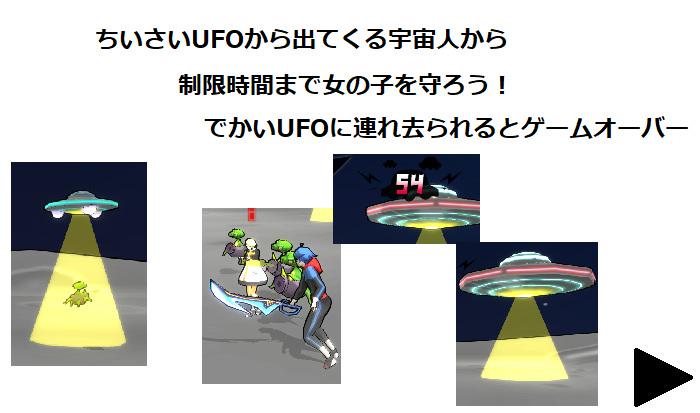 ちいさいUFOから出てくる宇宙人から
制限時間まで女の子を守ろう！
でかいUFOに連れ去られるとゲームオーバー
54